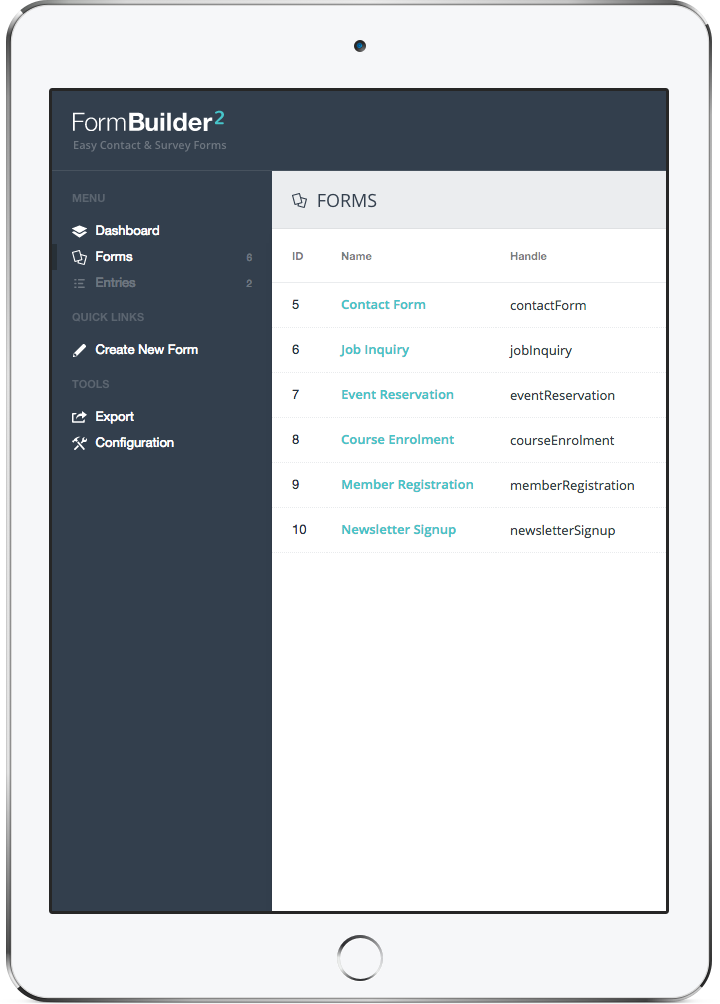 FormBuilder2
Easy Contact & Survey Forms
MENU
Dashboard
Forms 6
Entries 2
QUICK LINKS
Create New Form
TOOLS
Export
Configuration
FORMS
ID Name Handle
5 Contact Form contactForm
6 Job Inquiry jobInquiry
7 Event Reservation eventReservation
8 Course Enrolment courseEnrolment
9 Member Registration memberRegistration
10 Newsletter Signup newsletterSignup